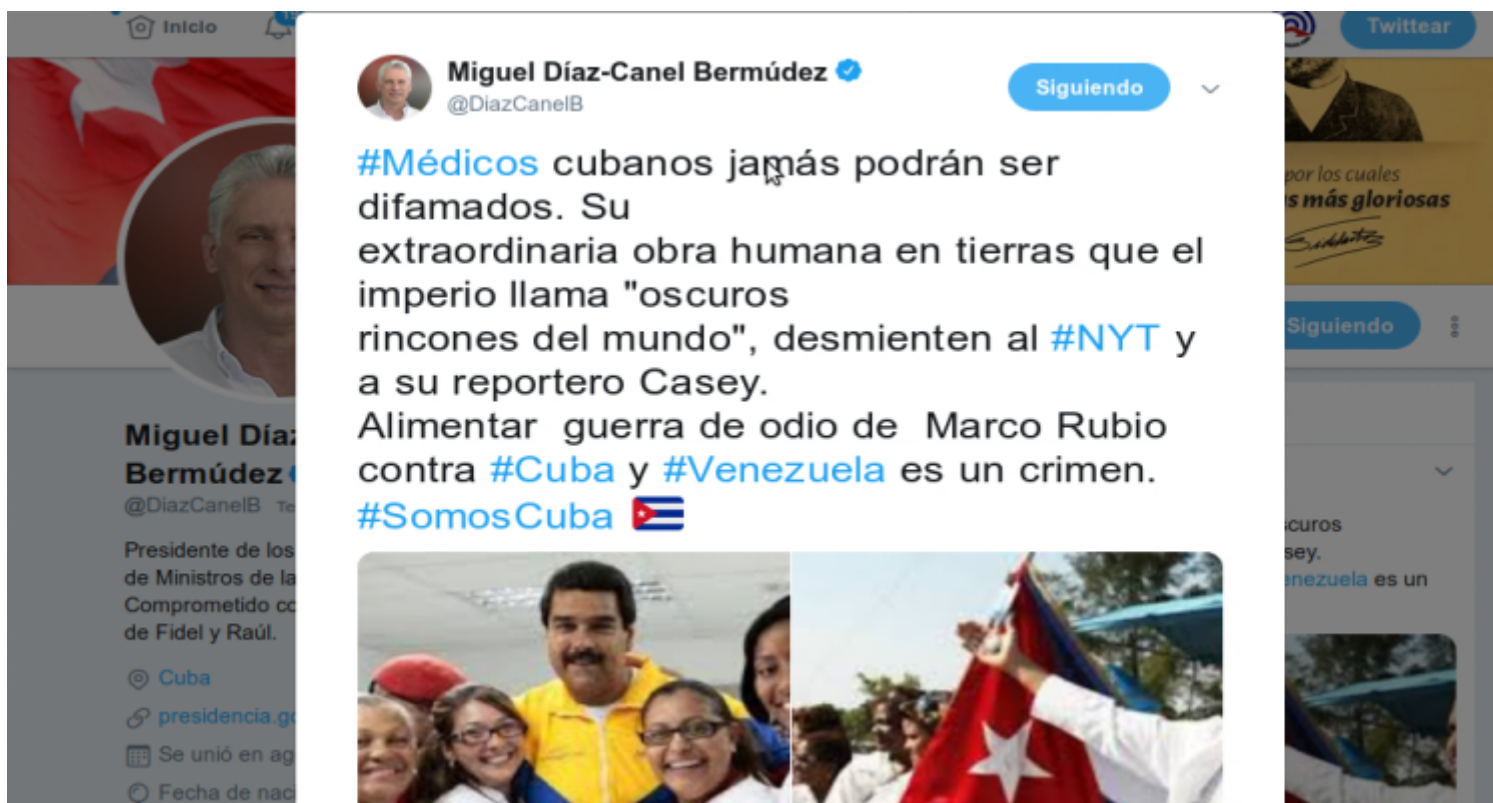 Inicio
Twittear
Miguel Díaz-Canel Bermúdez
@DiazCanelB
Siguiendo
#Médicos cubanos jamás podrán ser
difamados. Su
extraordinaria obra humana en tierras que el
imperio llama "oscuros
rincones del mundo", desmienten al #NYT y
a su reportero Casey.
Alimentar guerra de odio de Marco Rubio
contra #Cuba y #Venezuela es un crimen.
#SomosCuba
por los cuales
más gloriosas
Siguiendo
Miguel Díaz
Bermúdez
@DiazCanelB
Presidente de los
de Ministros de la
Comprometido
de Fidel y Raúl.
Cuba
presidencia.go
Se unió en ag
Fecha de nac
es un